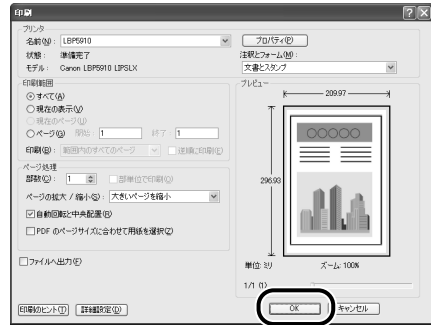 印刷
プリンタ
名前(N): LBP5910 プロパティ(P)
状態: 準備完了 注釈とフォーム(M):
モデル: Canon LBP5910 LIPSLX 文書とスタンプ
印刷範囲 プレビュー
すべて(A)
現在の表示(V)
現在のページ(U)
ページ(G) 開始: 1 終了: 1
印刷(B): 範囲内のすべてのページ 逆順に印刷(E)
209.97
296.93
ページ処理
部数(C): 1 部単位で印刷(O)
ページの拡大 / 縮小(S): 大きいページを縮小
自動回転と中央配置(R)
PDF のページサイズに合わせて用紙を選択(Z)
ファイルへ出力(F)
単位: ミリ ズーム: 100%
1/1 (1)
印刷のヒント(T) 詳細設定(D) OK キャンセル